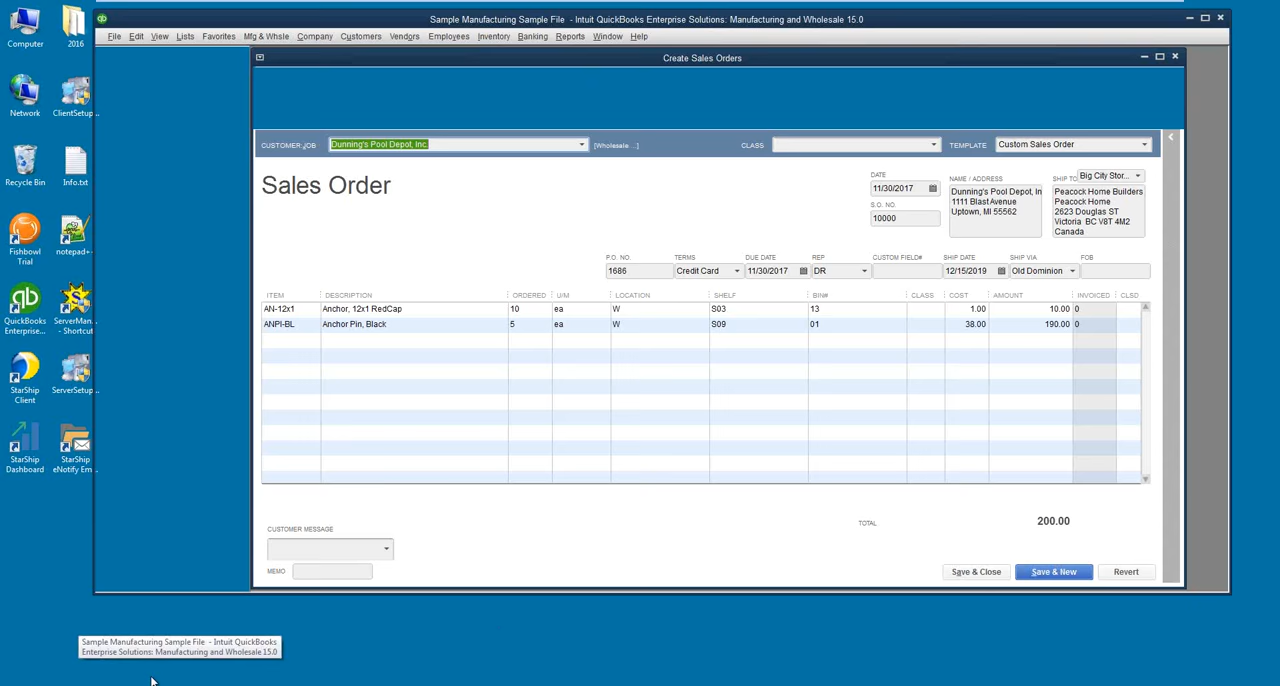 Computer
2016
Network
ClientSetup...
Recycle Bin
Info.txt
Fishbowl
Trial
notepad+
QuickBooks
Enterprise...
ServerMan...
- Shortcut
StarShip
Client
ServerSetup...
StarShip
Dashboard
StarShip
eNotify Em...
Sample Manufacturing Sample File - Intuit QuickBooks Enterprise Solutions: Manufacturing and Wholesale 15.0
File Edit View Lists Favorites Mfg & Whsle Company Customers Vendors Employees Inventory Banking Reports Window Help
Create Sales Orders
CUSTOMER:JOB Dunning's Pool Depot, Inc. [Wholesale ...] CLASS TEMPLATE Custom Sales Order
Sales Order
DATE
11/30/2017
S.O. NO.
10000
NAME / ADDRESS
Dunning's Pool Depot, In
1111 Blast Avenue
Uptown, MI 55562
SHIP TO Big City Stor...
Peacock Home Builders
Peacock Home
2623 Douglas ST
Victoria BC V8T 4M2
Canada
P.O. NO. TERMS DUE DATE REP CUSTOM FIELD# SHIP DATE SHIP VIA FOB
1686 Credit Card 11/30/2017 DR 12/15/2019 Old Dominion
ITEM DESCRIPTION ORDERED U/M LOCATION SHELF BIN# CLASS COST AMOUNT INVOICED CLSD
AN-12x1 Anchor, 12x1 RedCap 10 ea W S03 13 1.00 10.00 0
ANPI-BL Anchor Pin, Black 5 ea W S09 01 38.00 190.00 0
TOTAL 200.00
CUSTOMER MESSAGE
MEMO
Save & Close Save & New Revert
Sample Manufacturing Sample File - Intuit QuickBooks
Enterprise Solutions: Manufacturing and Wholesale 15.0